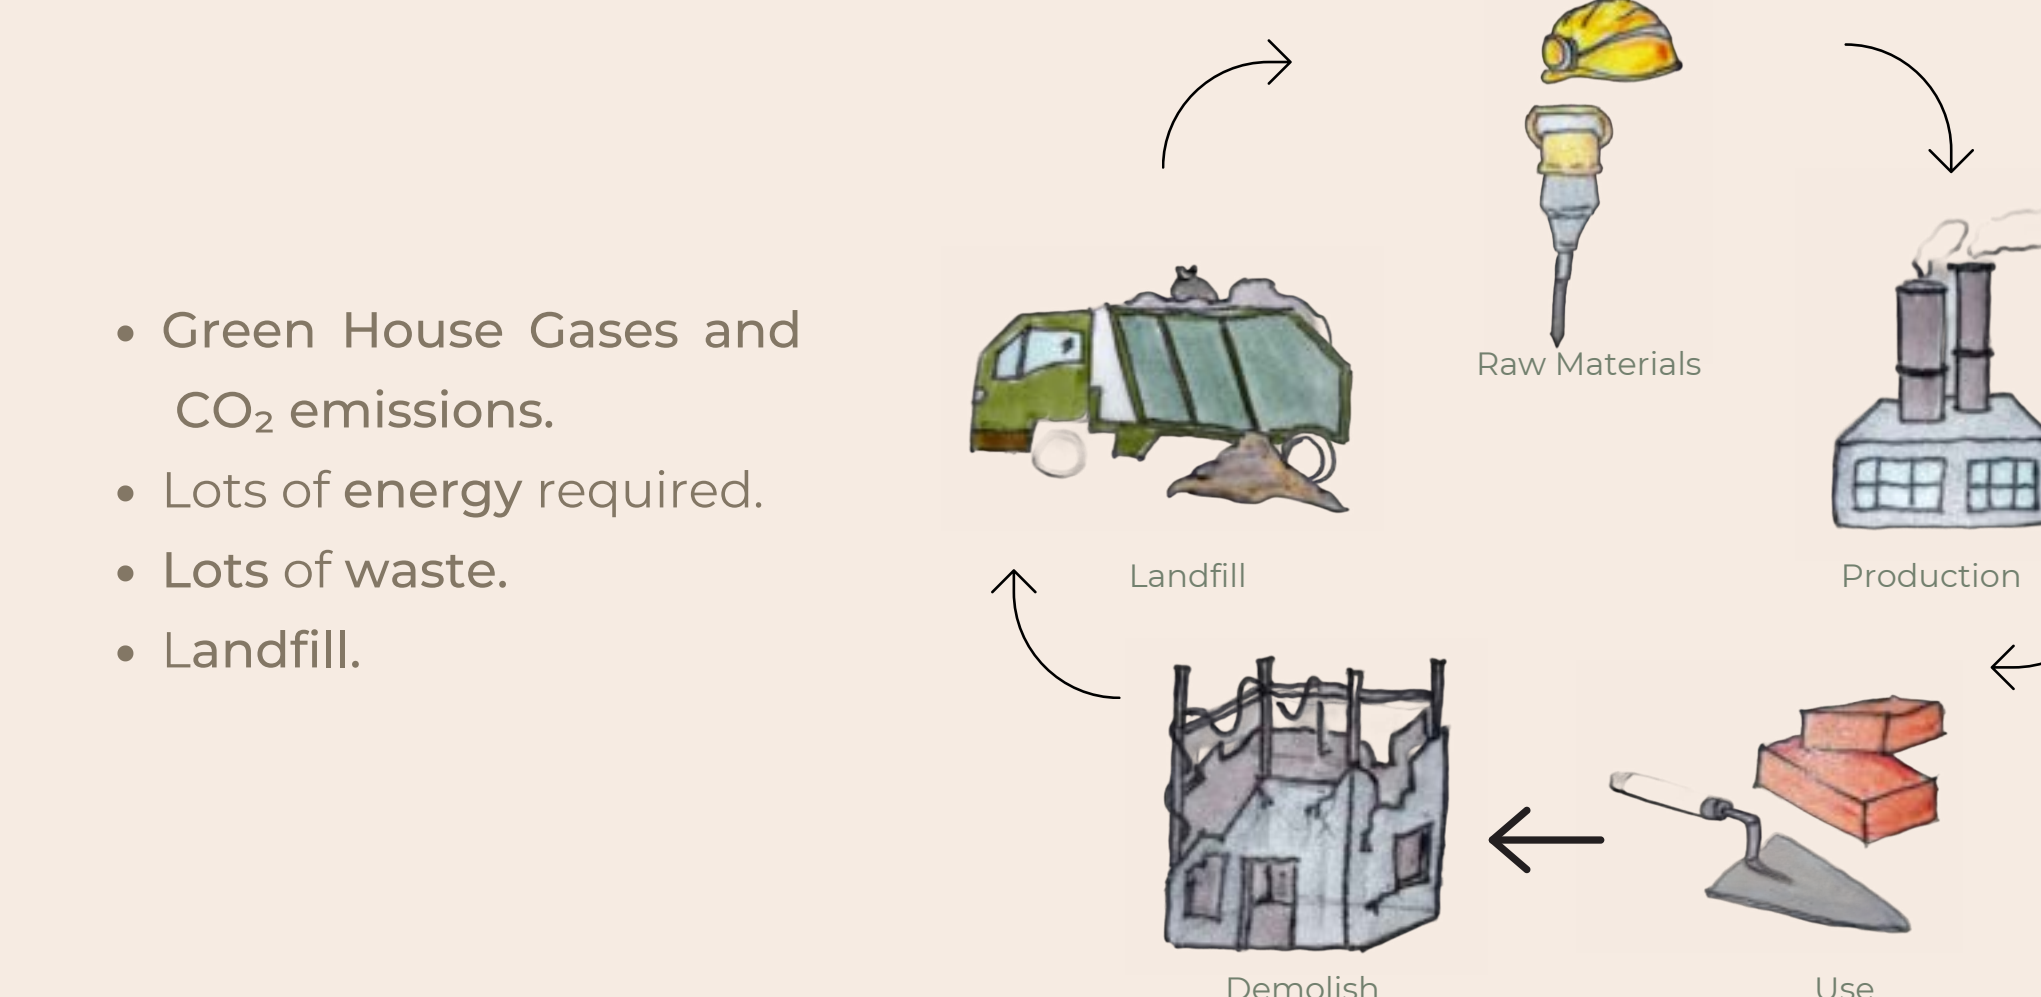 • Green House Gases and
CO₂ emissions.
• Lots of energy required.
• Lots of waste.
• Landfill.
Raw Materials
Landfill
Production
Demolish
Use